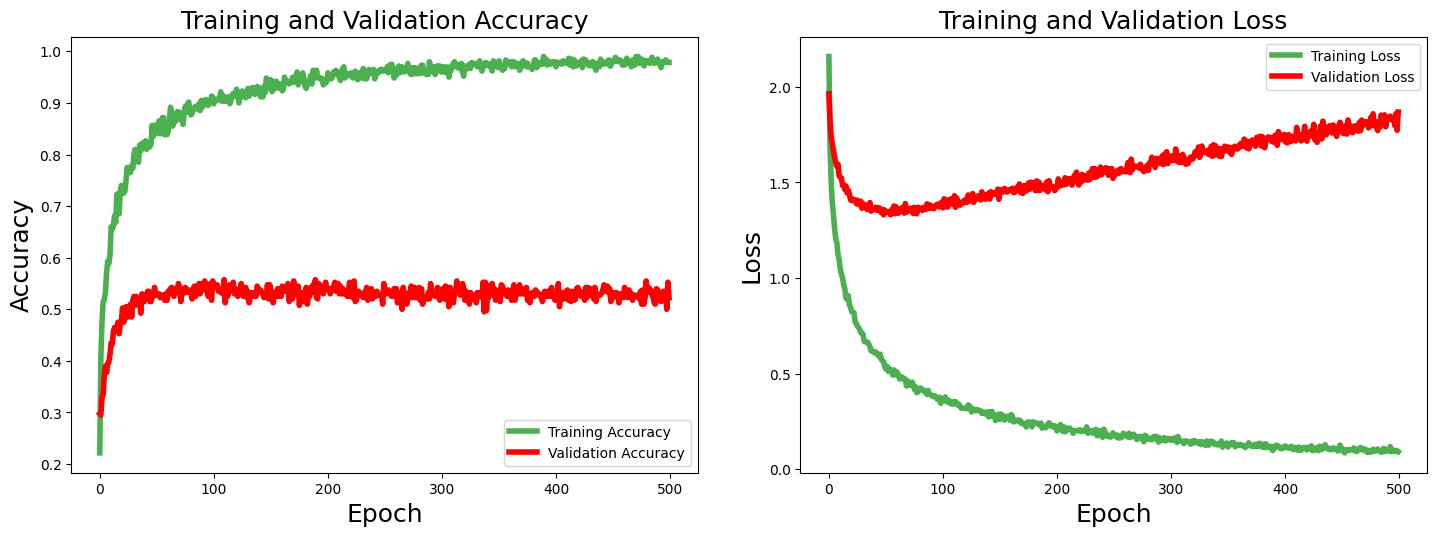 Training and Validation Accuracy
1.0
0.9
0.8
0.7
0.6
0.5
0.4
0.3
0.2
Accuracy
0 100 200 300 400 500
Epoch
Training Accuracy
Validation Accuracy
Training and Validation Loss
2.0
1.5
1.0
0.5
0.0
Loss
0 100 200 300 400 500
Epoch
Training Loss
Validation Loss